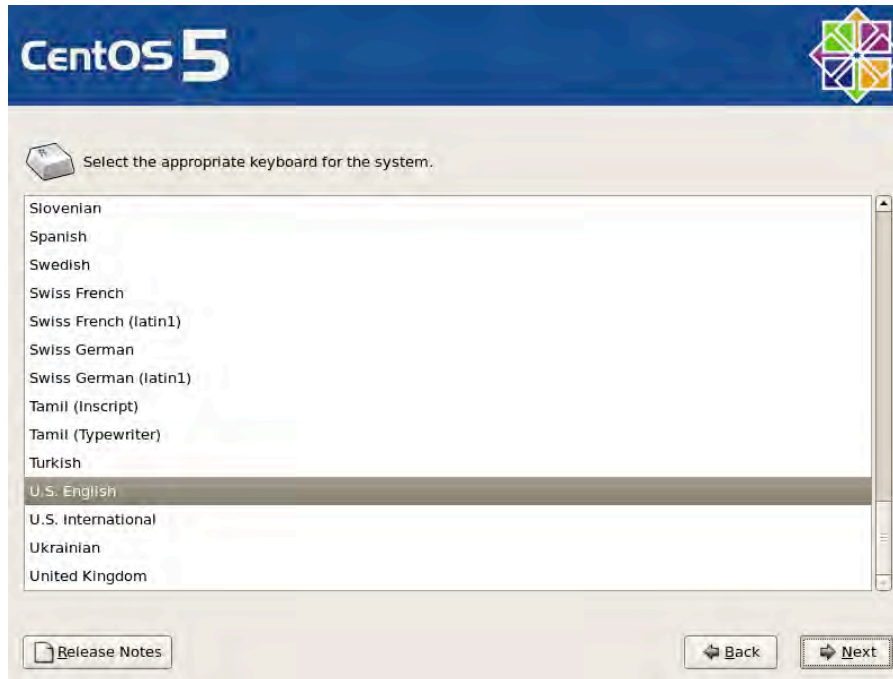 CentOS 5
Select the appropriate keyboard for the system.
Slovenian
Spanish
Swedish
Swiss French
Swiss French (latin1)
Swiss German
Swiss German (latin1)
Tamil (Inscript)
Tamil (Typewriter)
Turkish
U.S. English
U.S. International
Ukrainian
United Kingdom
Release Notes
Back
Next